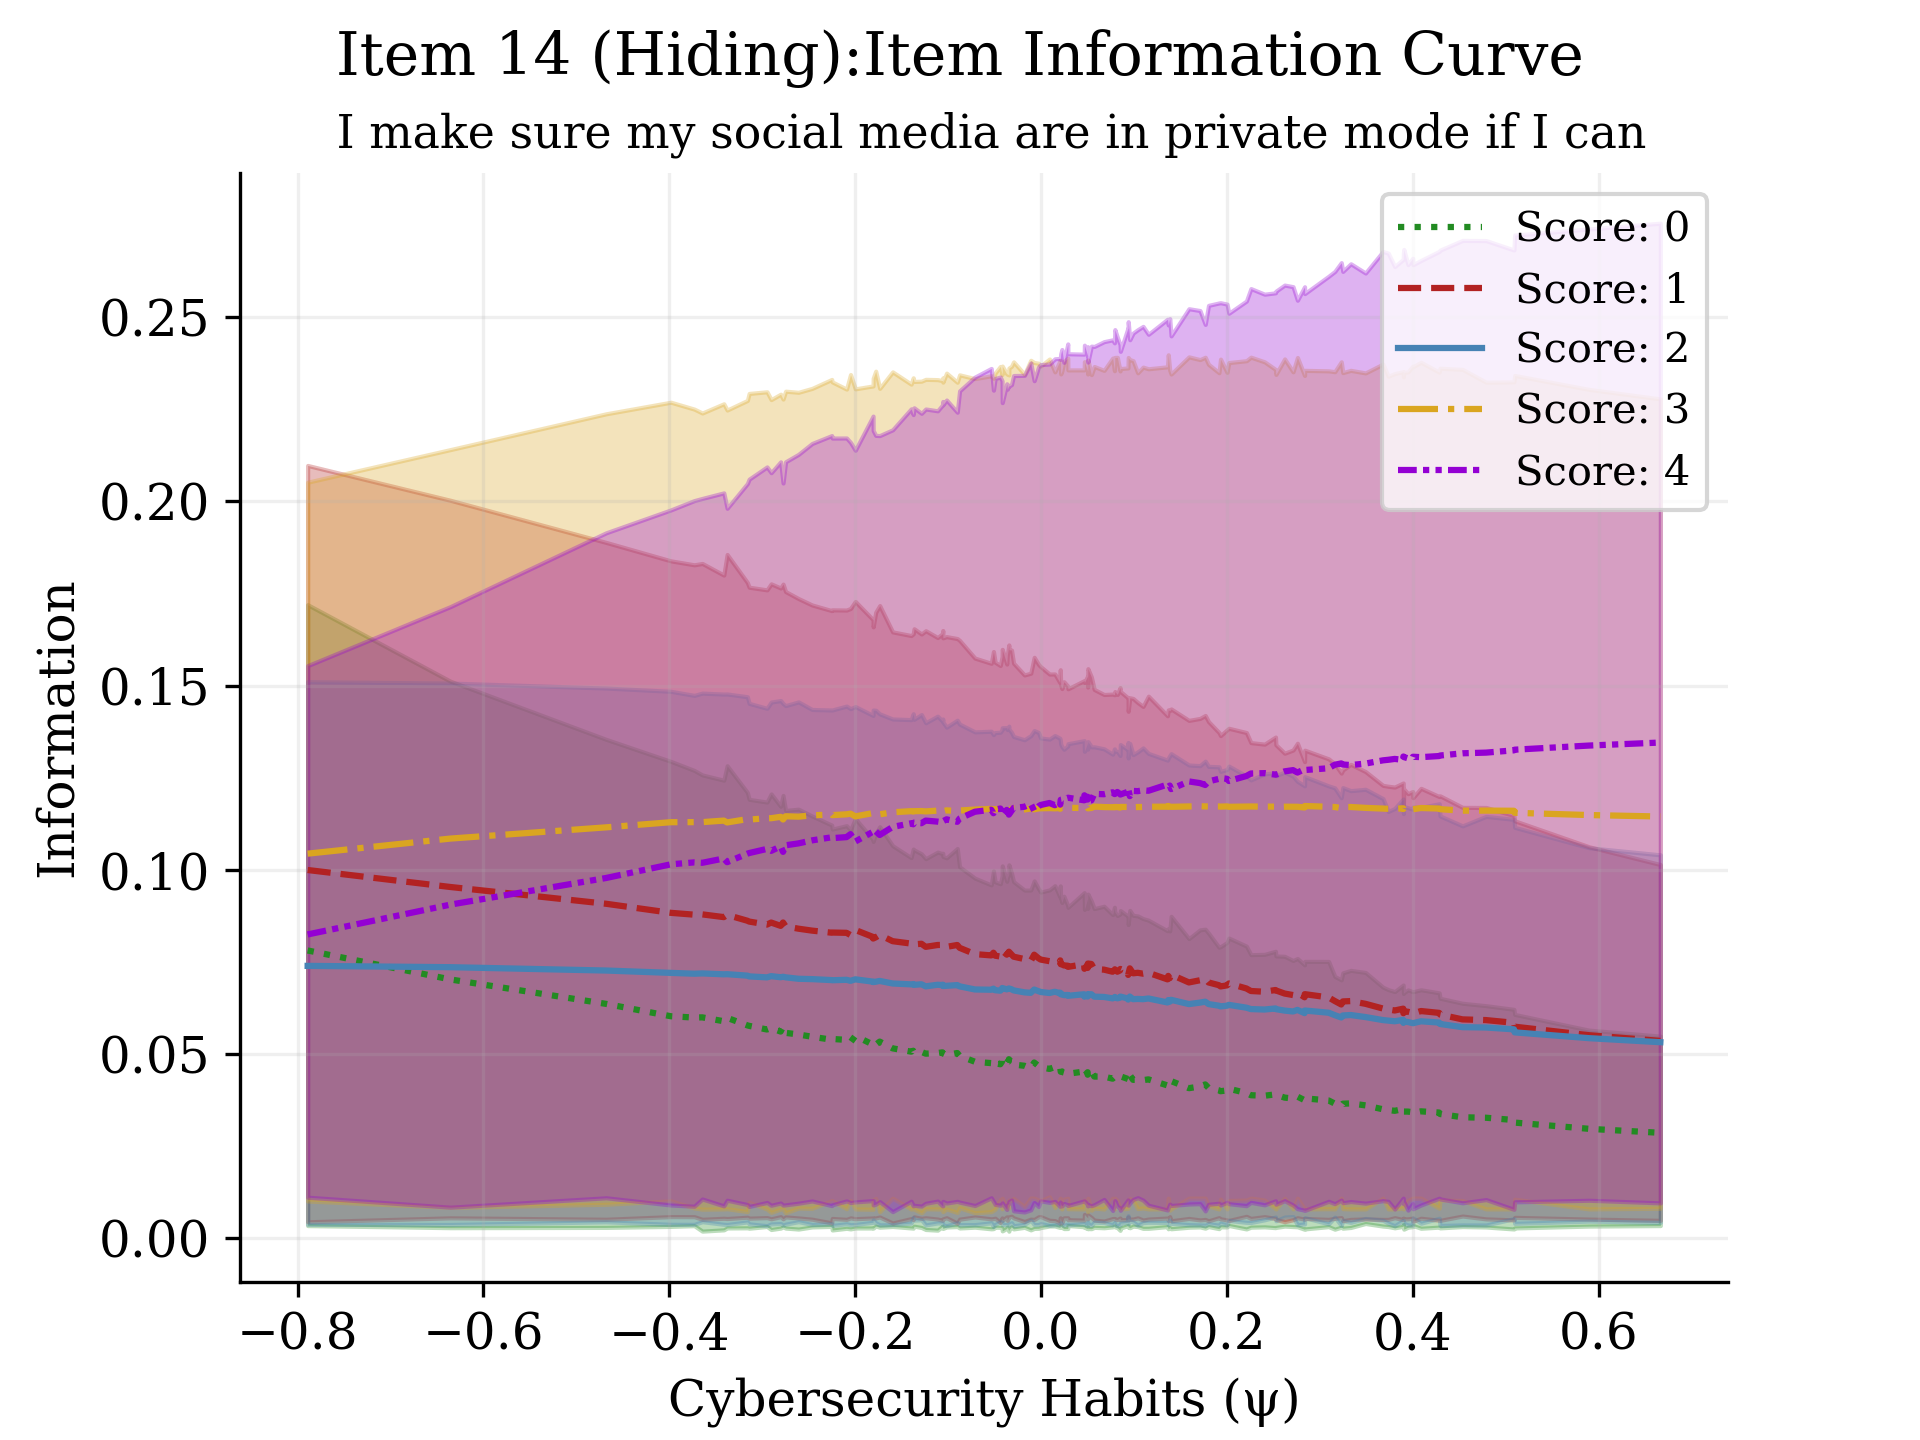 Item 14 (Hiding):Item Information Curve
I make sure my social media are in private mode if I can
Score: 0
Score: 1
Score: 2
Score: 3
Score: 4
Information
0.25
0.20
0.15
0.10
0.05
0.00
−0.8 −0.6 −0.4 −0.2 0.0 0.2 0.4 0.6
Cybersecurity Habits (ψ)